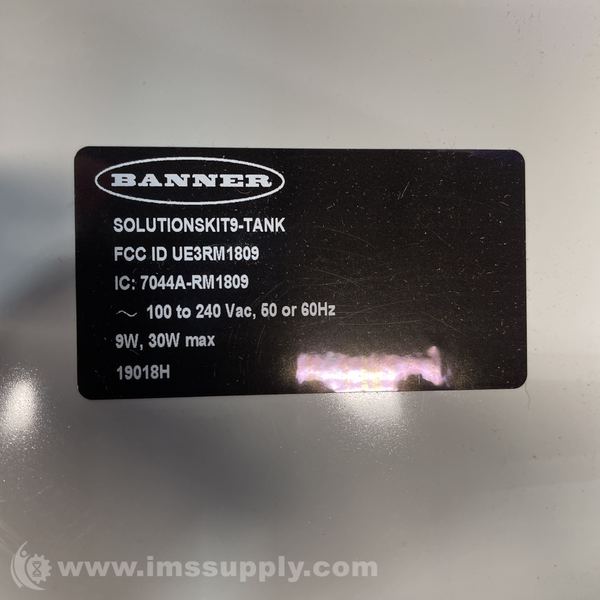 BANNER
SOLUTIONSKIT9-TANK
FCC ID UE3RM1809
IC: 7044A-RM1809
~ 100 to 240 Vac, 50 or 60Hz
9W, 30W max
19018H
www.imssupply.com